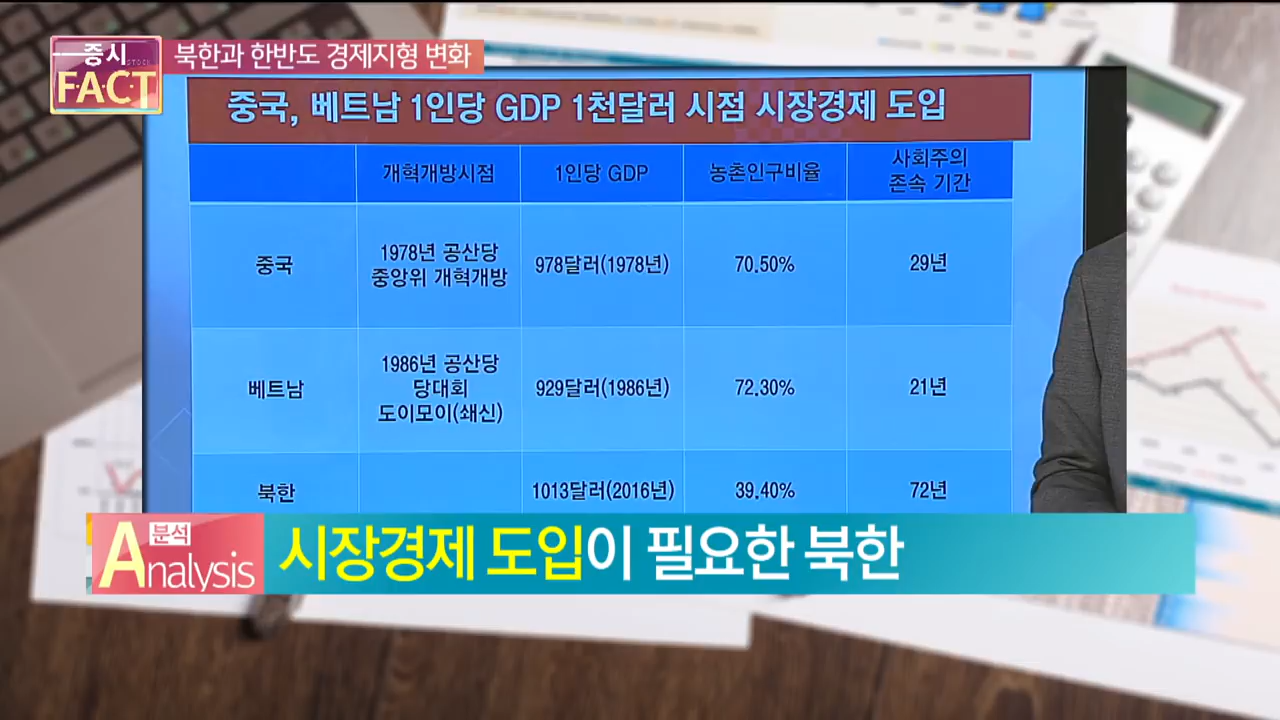 증시
STOCK
F·A·C·T
북한과 한반도 경제지형 변화
중국, 베트남 1인당 GDP 1천달러 시점 시장경제 도입
개혁개방시점 1인당 GDP 농촌인구비율 사회주의 존속 기간
중국 1978년 공산당 중앙위 개혁개방 978달러(1978년) 70.50% 29년
베트남 1986년 공산당 당대회 도이모이(쇄신) 929달러(1986년) 72.30% 21년
북한 1013달러(2016년) 39.40% 72년
분석
Analysis
시장경제 도입이 필요한 북한